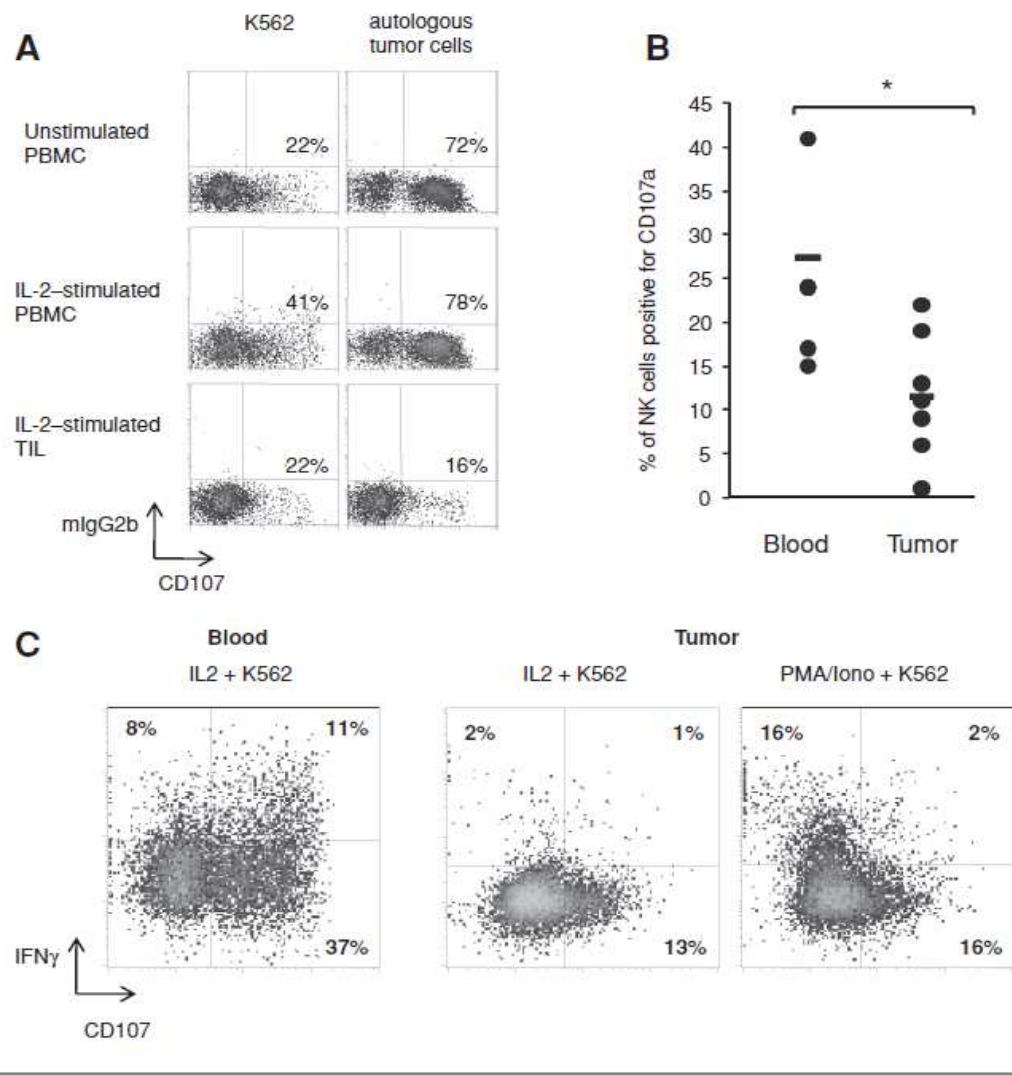 A
K562
autologous
tumor cells
Unstimulated
PBMC
22%
72%
IL-2–stimulated
PBMC
41%
78%
IL-2–stimulated
TIL
22%
16%
mIgG2b
CD107
B
*
% of NK cells positive for CD107a
45
40
35
30
25
20
15
10
5
0
Blood
Tumor
C
Blood
Tumor
IL2 + K562
IL2 + K562
PMA/Iono + K562
8%
11%
37%
2%
1%
13%
16%
2%
16%
IFNγ
CD107